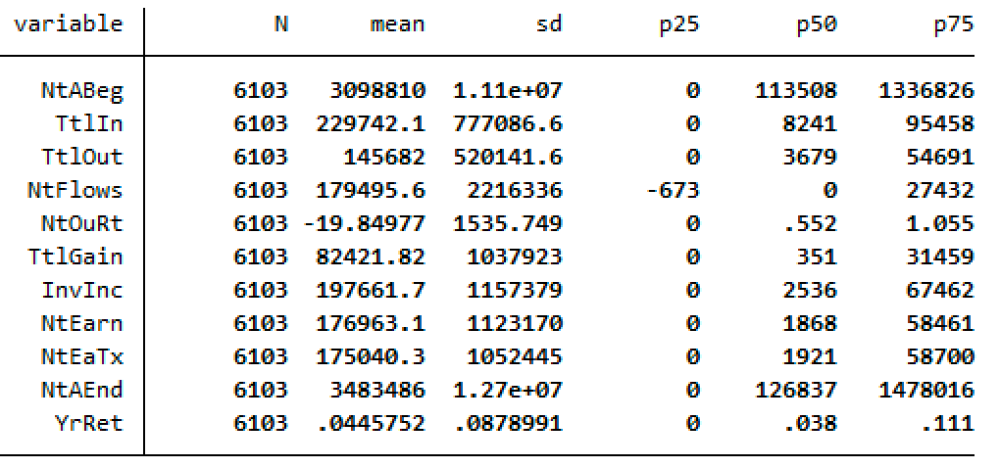 variable N mean sd p25 p50 p75
NtABeg 6103 3098810 1.11e+07 0 113508 1336826
TtlIn 6103 229742.1 777086.6 0 8241 95458
TtlOut 6103 145682 520141.6 0 3679 54691
NtFlows 6103 179495.6 2216336 -673 0 27432
NtOuRt 6103 -19.84977 1535.749 0 .552 1.055
TtlGain 6103 82421.82 1037923 0 351 31459
InvInc 6103 197661.7 1157379 0 2536 67462
NtEarn 6103 176963.1 1123170 0 1868 58461
NtEaTx 6103 175040.3 1052445 0 1921 58700
NtAEnd 6103 3483486 1.27e+07 0 126837 1478016
YrRet 6103 .0445752 .0878991 0 .038 .111